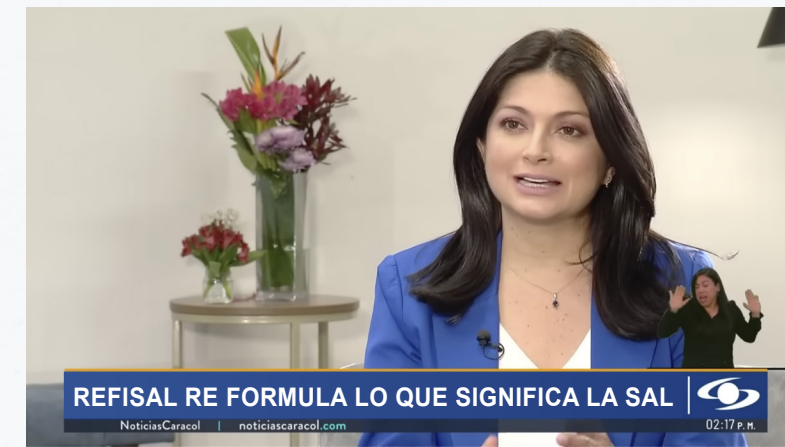 REFISAL RE FORMULA LO QUE SIGNIFICA LA SAL
NoticiasCaracol | noticiascaracol.com
02:17 P. M.